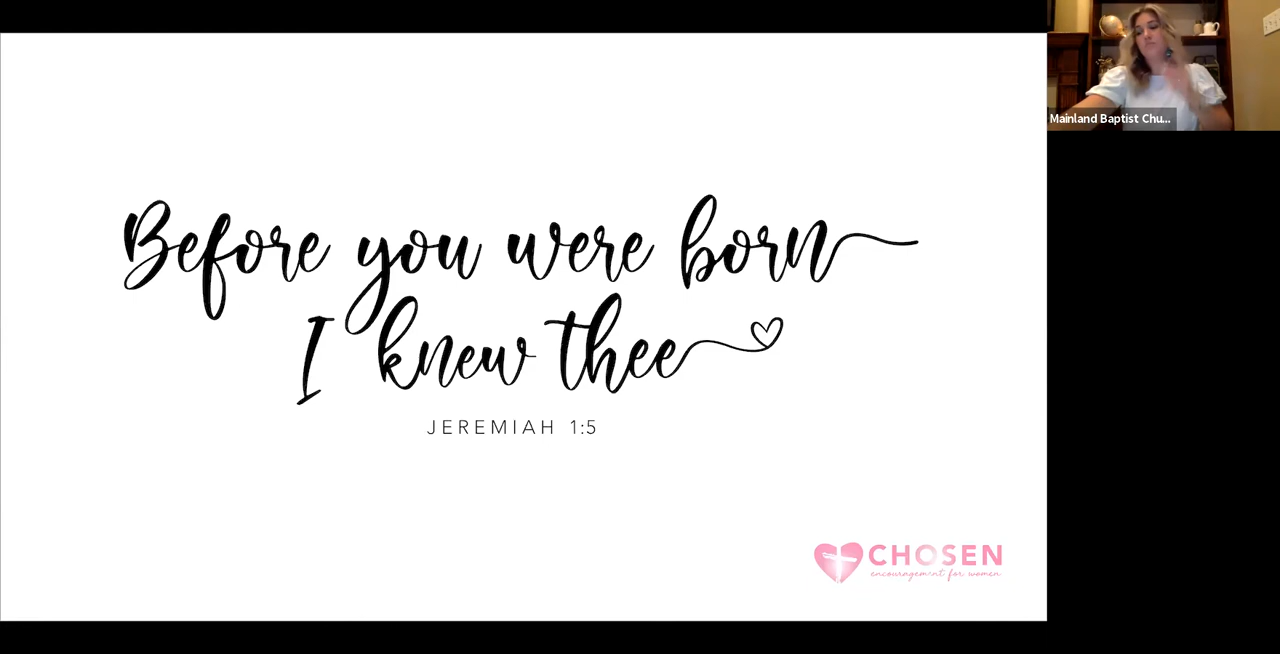 Mainland Baptist Chu...
Before you were born
I knew thee
JEREMIAH 1:5
CHOSEN
encouragement for women